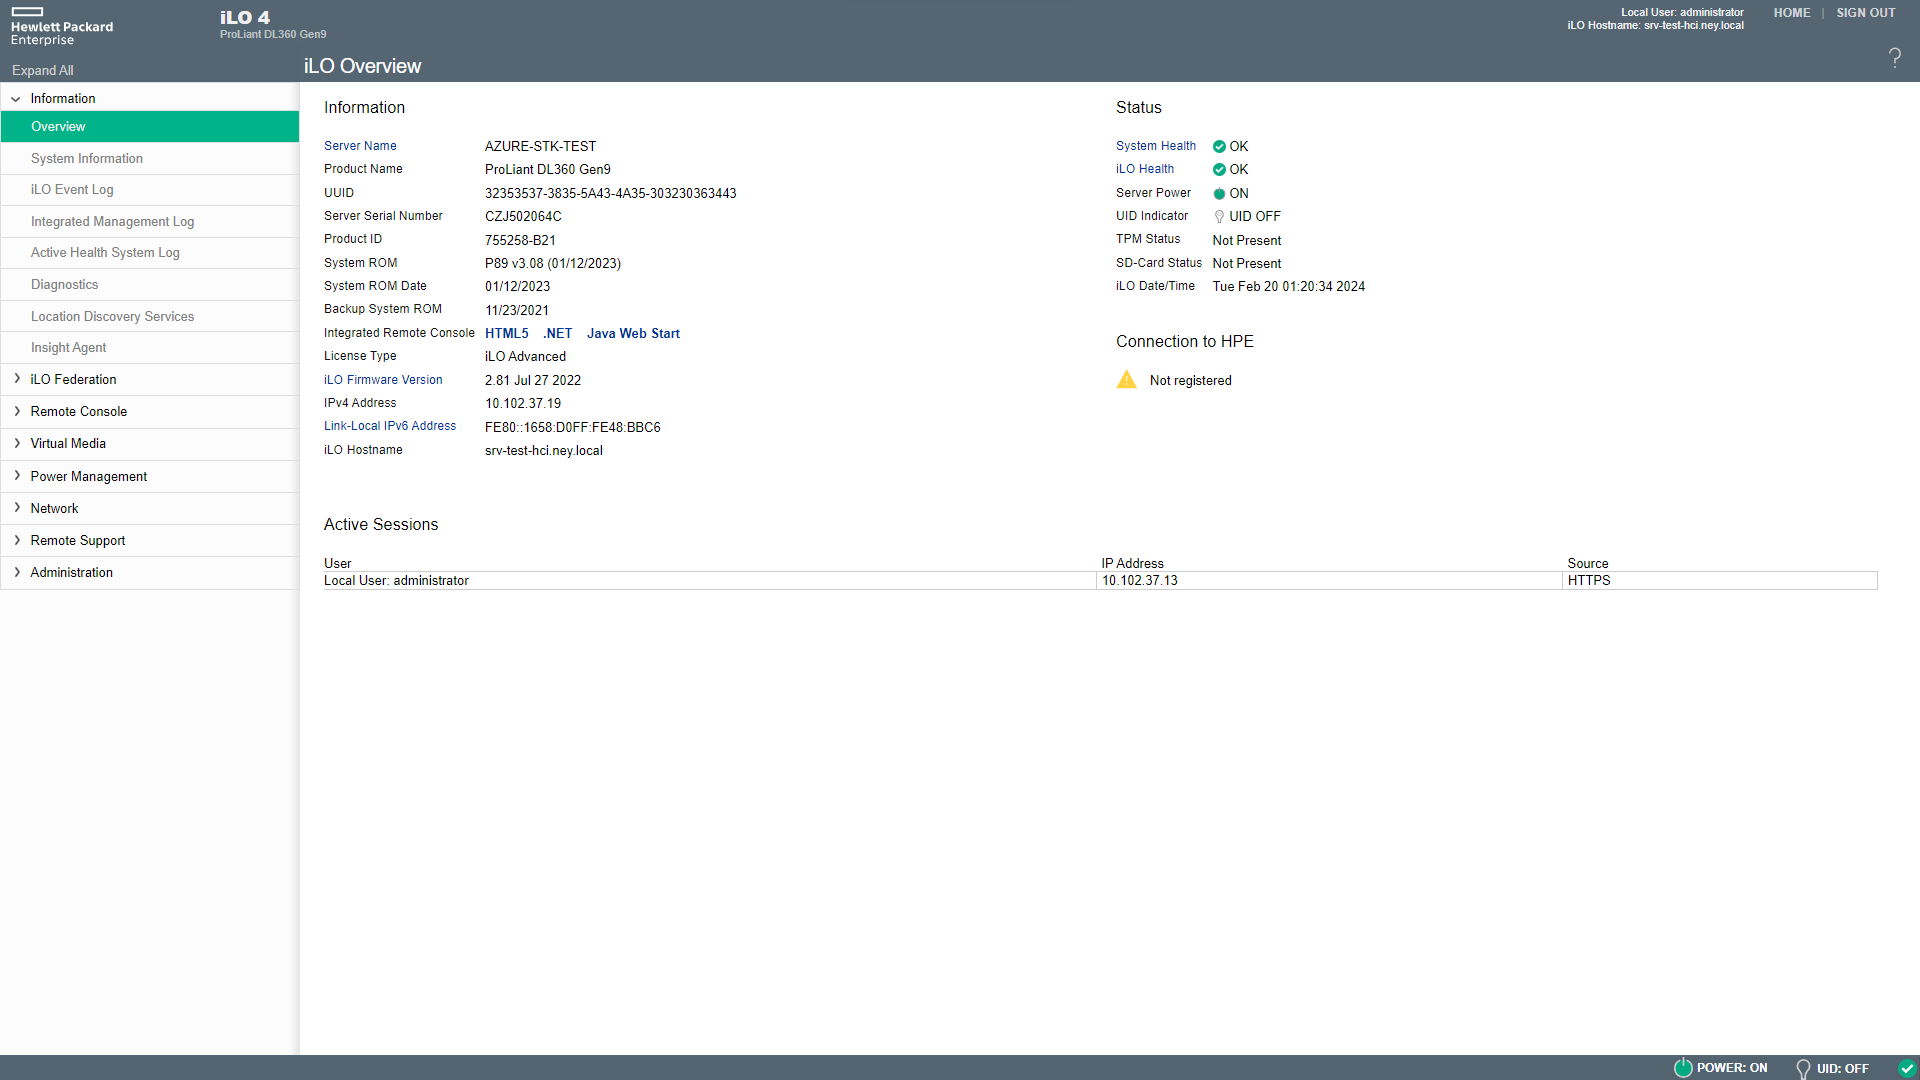 Hewlett Packard
Enterprise
iLO 4
ProLiant DL360 Gen9
Local User: administrator
iLO Hostname: srv-test-hci.ney.local
HOME | SIGN OUT
Expand All
iLO Overview
?
Information
Overview
System Information
iLO Event Log
Integrated Management Log
Active Health System Log
Diagnostics
Location Discovery Services
Insight Agent
iLO Federation
Remote Console
Virtual Media
Power Management
Network
Remote Support
Administration
Information
Server Name AZURE-STK-TEST
Product Name ProLiant DL360 Gen9
UUID 32353537-3835-5A43-4A35-303230363443
Server Serial Number CZJ502064C
Product ID 755258-B21
System ROM P89 v3.08 (01/12/2023)
System ROM Date 01/12/2023
Backup System ROM 11/23/2021
Integrated Remote Console HTML5 .NET Java Web Start
License Type iLO Advanced
iLO Firmware Version 2.81 Jul 27 2022
IPv4 Address 10.102.37.19
Link-Local IPv6 Address FE80::1658:D0FF:FE48:BBC6
iLO Hostname srv-test-hci.ney.local
Status
System Health OK
iLO Health OK
Server Power ON
UID Indicator UID OFF
TPM Status Not Present
SD-Card Status Not Present
iLO Date/Time Tue Feb 20 01:20:34 2024
Connection to HPE
Not registered
Active Sessions
User IP Address Source
Local User: administrator 10.102.37.13 HTTPS
POWER: ON UID: OFF